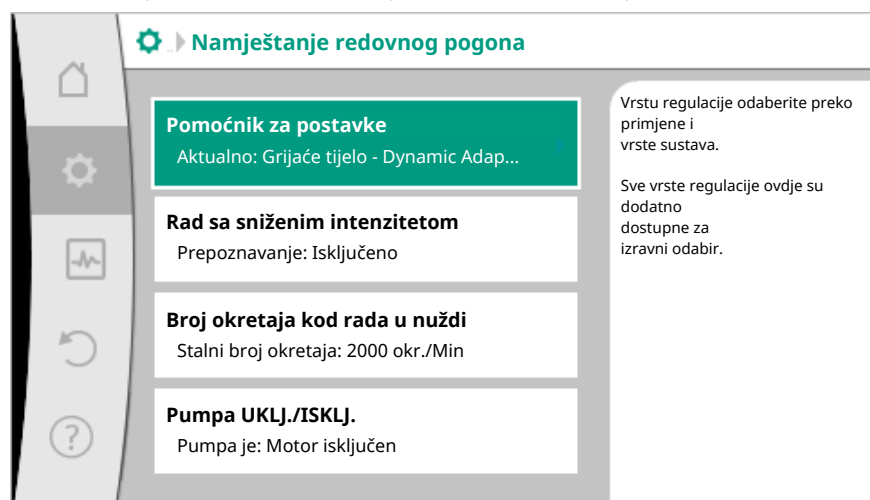 Namještanje redovnog pogona
Pomoćnik za postavke
Aktualno: Grijaće tijelo - Dynamic Adap...
Rad sa sniženim intenzitetom
Prepoznavanje: Isključeno
Broj okretaja kod rada u nuždi
Stalni broj okretaja: 2000 okr./Min
Pumpa UKLJ./ISKLJ.
Pumpa je: Motor isključen
Vrstu regulacije odaberite preko
primjene i
vrste sustava.
Sve vrste regulacije ovdje su
dodatno
dostupne za
izravni odabir.